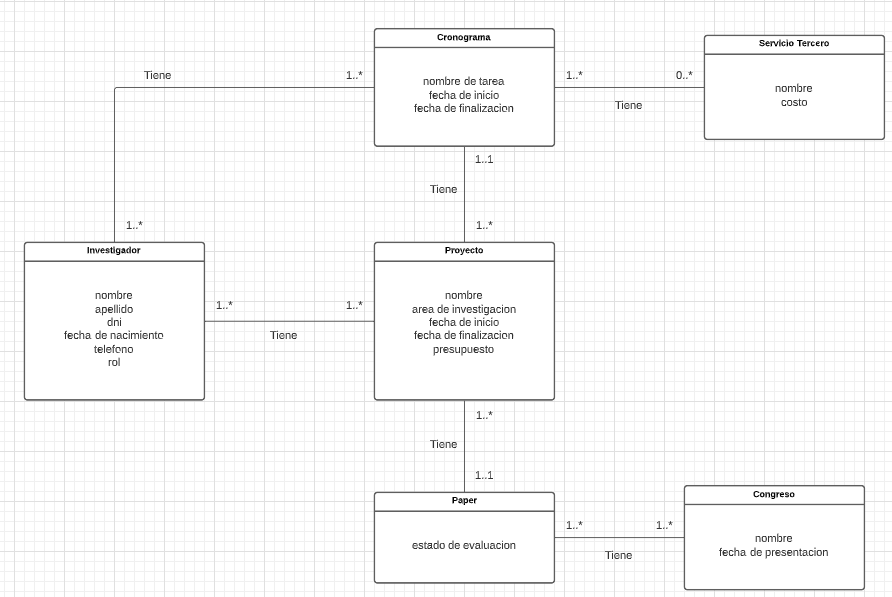 Cronograma
nombre de tarea
fecha de inicio
fecha de finalizacion
Servicio Tercero
nombre
costo
Tiene
1..*
1..*
0..*
Tiene
1..1
Tiene
1..*
1..*
Investigador
nombre
apellido
dni
fecha de nacimiento
telefono
rol
Proyecto
nombre
area de investigacion
fecha de inicio
fecha de finalizacion
presupuesto
1..*
1..*
Tiene
1..*
Tiene
1..1
Paper
estado de evaluacion
1..*
1..*
Tiene
Congreso
nombre
fecha de presentacion